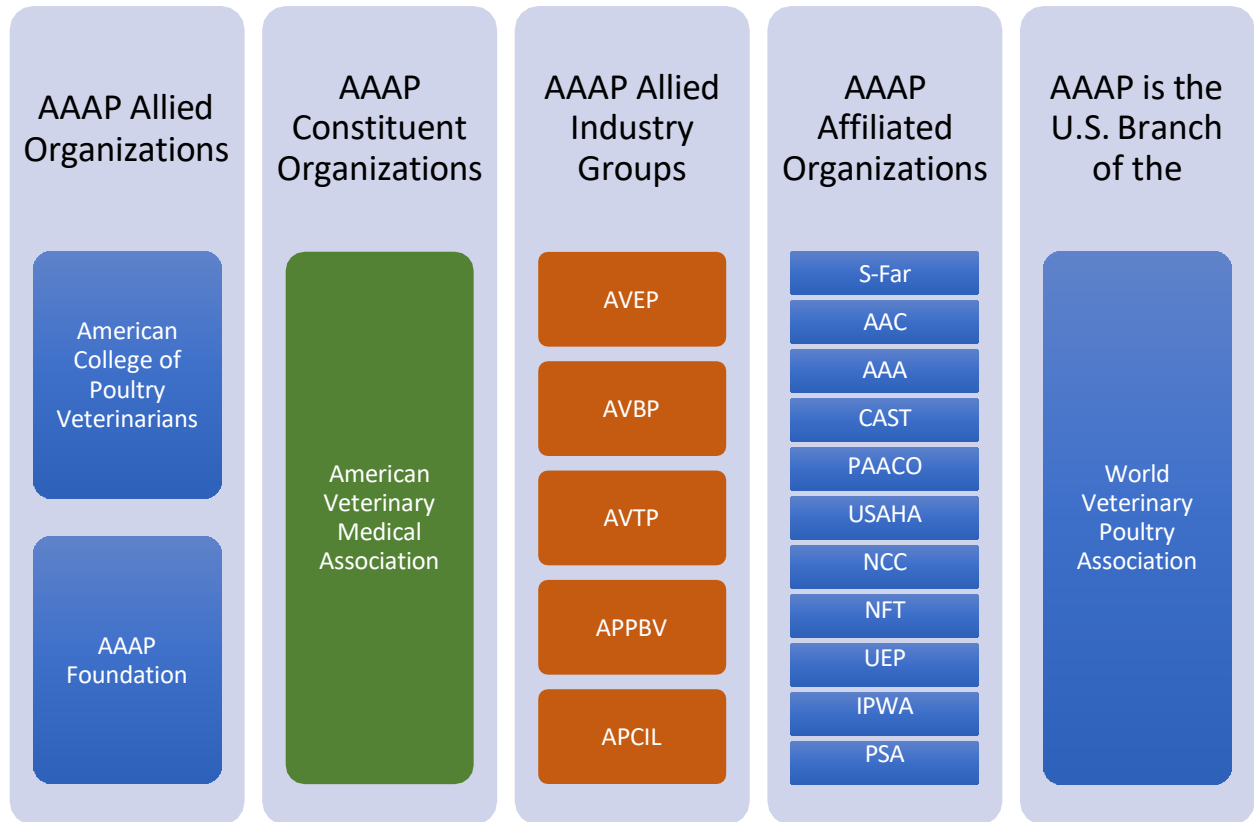 AAAP Allied
Organizations
American
College of
Poultry
Veterinarians
AAAP
Foundation
AAAP
Constituent
Organizations
American
Veterinary
Medical
Association
AAAP Allied
Industry
Groups
AVEP
AVBP
AVTP
APPBV
APCIL
AAAP
Affiliated
Organizations
S-Far
AAC
AAA
CAST
PAACO
USAHA
NCC
NFT
UEP
IPWA
PSA
AAAP is the
U.S. Branch
of the
World
Veterinary
Poultry
Association